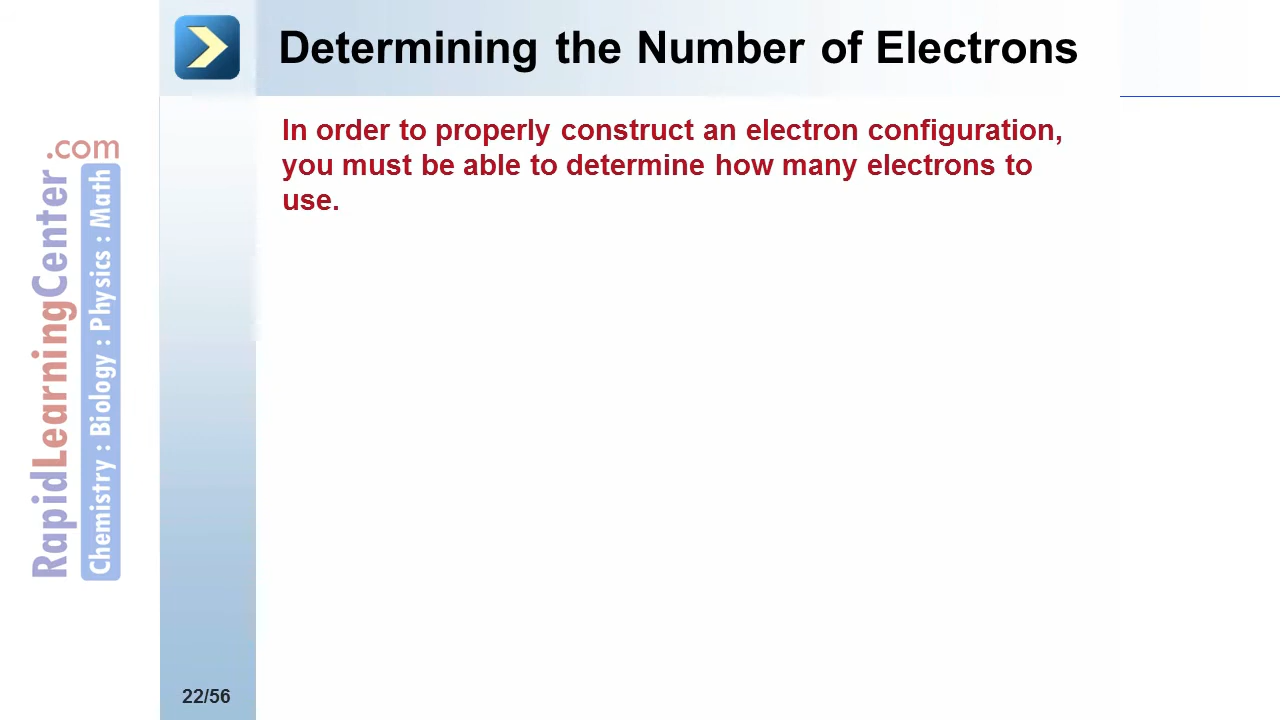 Determining the Number of Electrons
In order to properly construct an electron configuration,
you must be able to determine how many electrons to
use.
RapidLearningCenter.com
Chemistry : Biology : Physics : Math
22/56